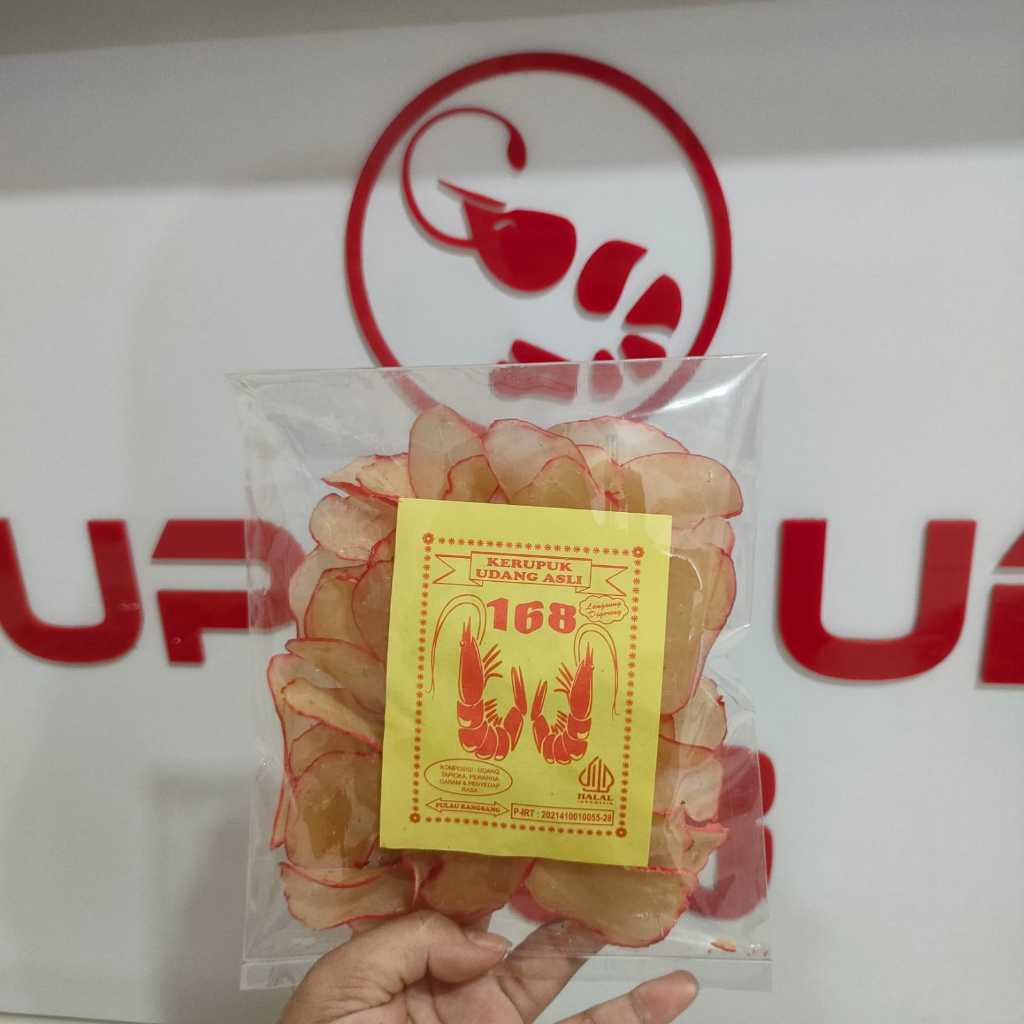 KERUPUK
UDANG ASLI
168
Langsung
Digoreng
KOMPOSISI : UDANG,
TAPIOKA, PEWARNA
GARAM & PENYEDAP
RASA
HALAL
INDONESIA
PULAU RANGSANG
P-IRT : 2021410010055-28
UP
U